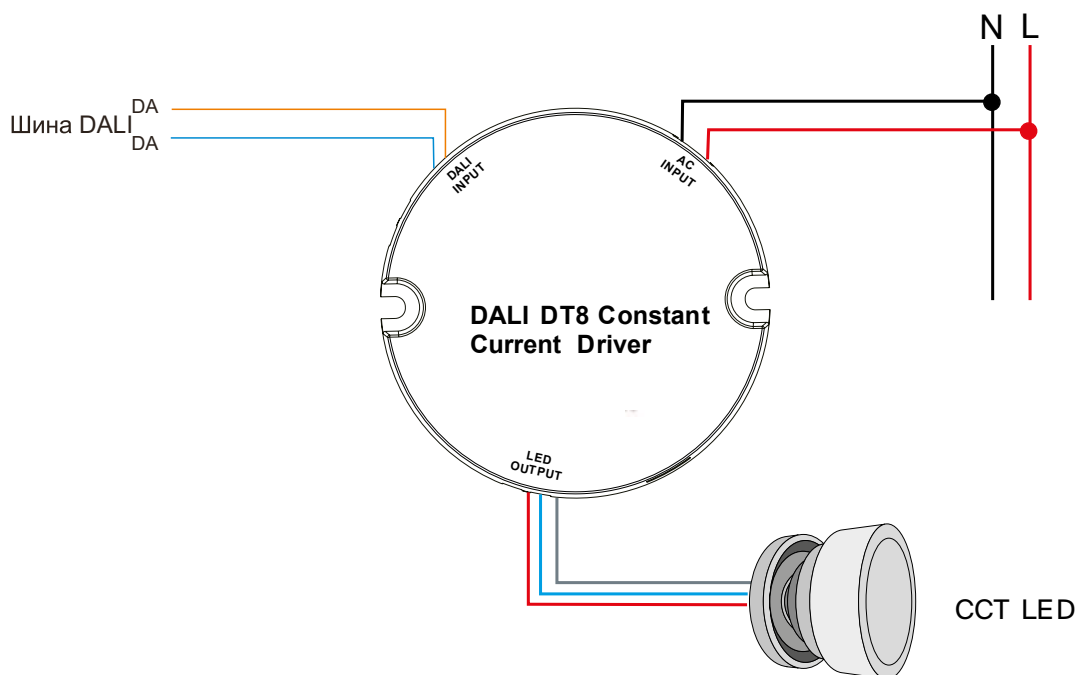 N L
DA
Шина DALI
DA
DALI
INPUT
AC
INPUT
DALI DT8 Constant
Current Driver
LED
OUTPUT
CCT LED